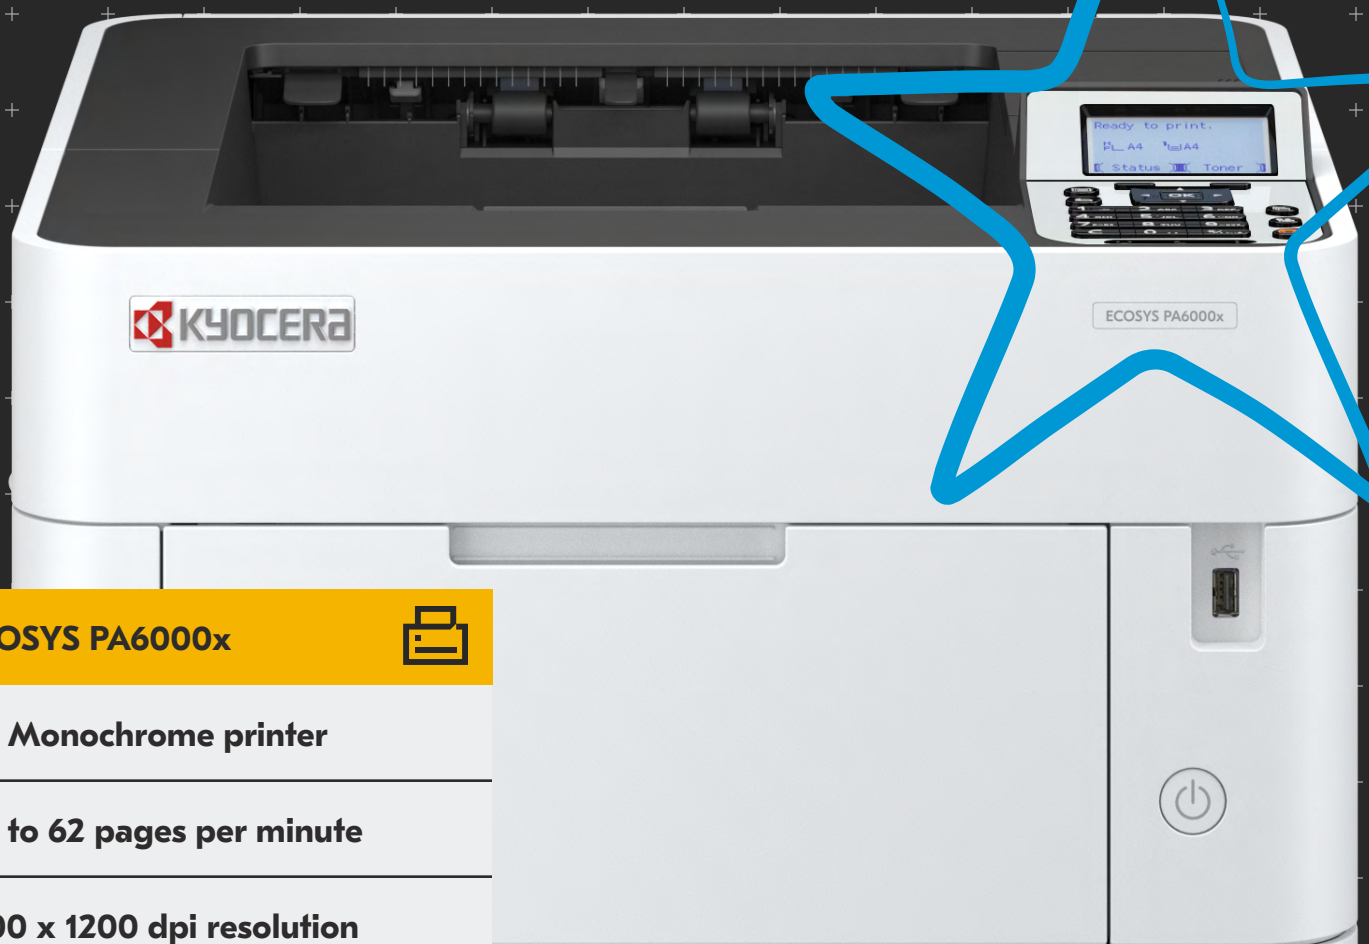 Ready to print.
A4 A4
Status Toner
OK
KYOCERA
ECOSYS PA6000x
OSYS PA6000x
Monochrome printer
to 62 pages per minute
00 x 1200 dpi resolution